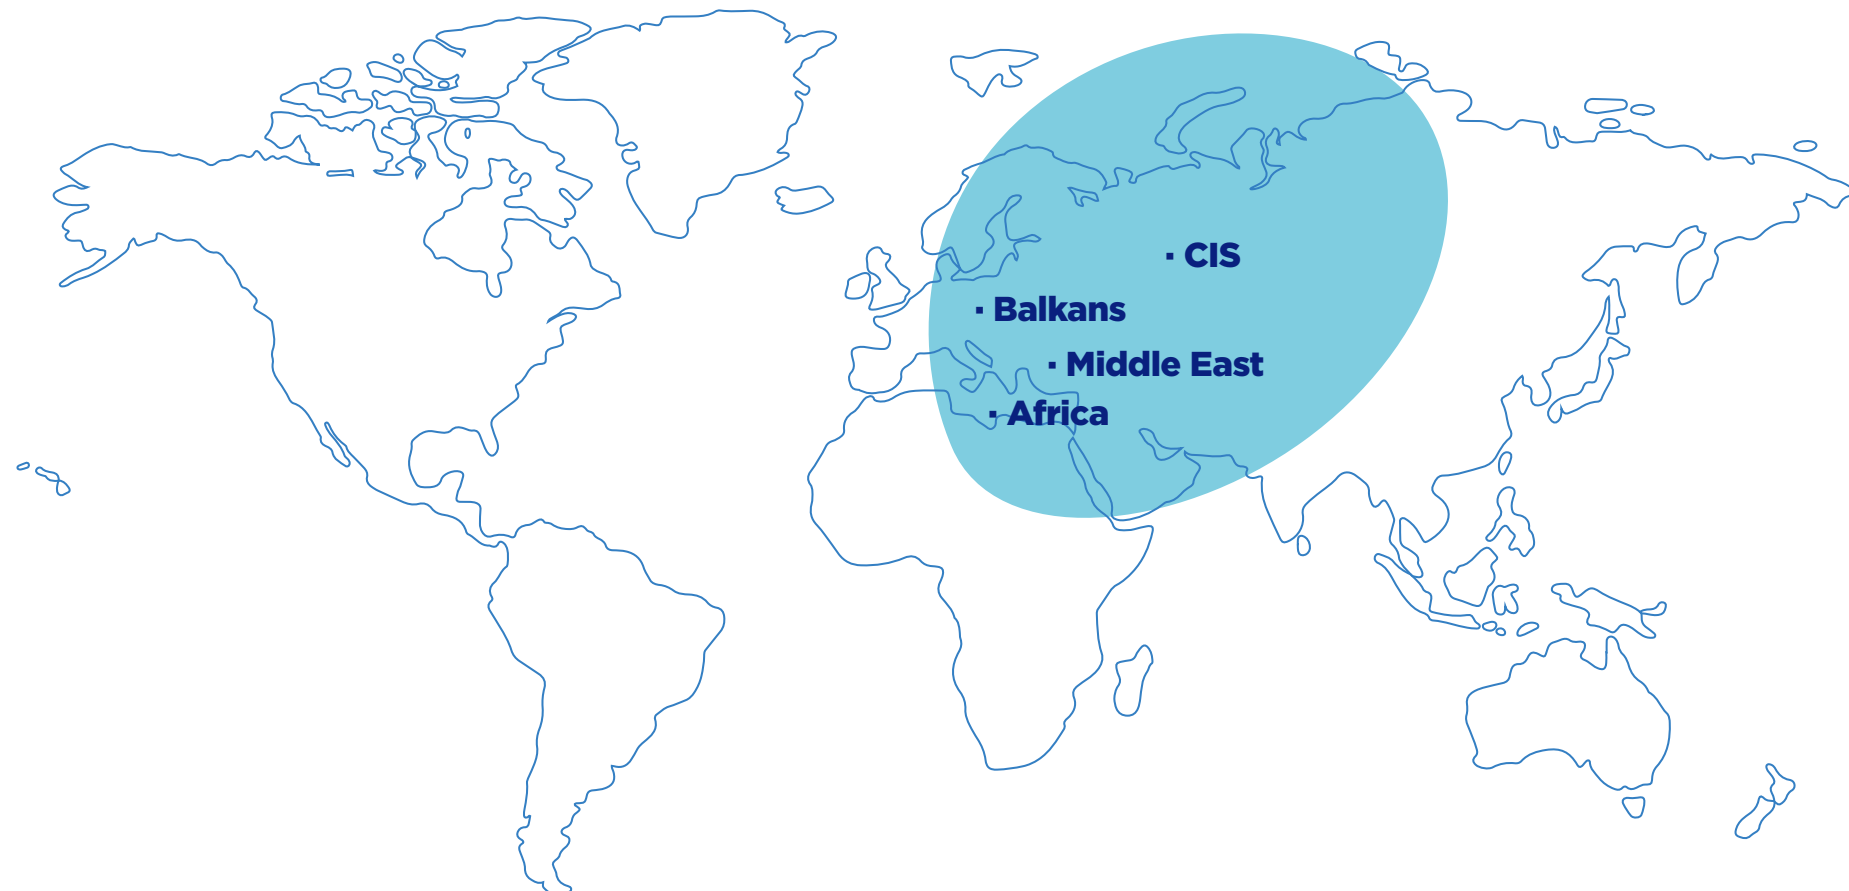 · CIS
· Balkans
· Middle East
· Africa